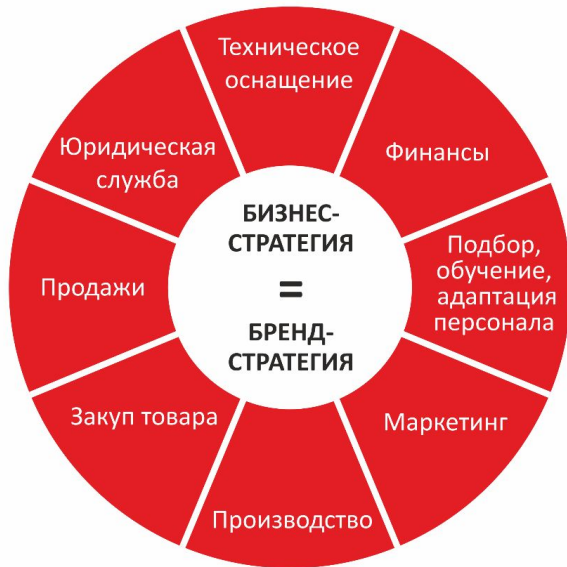 Техническое
оснащение
Финансы
Подбор,
обучение,
адаптация
персонала
Маркетинг
Производство
Закуп товара
Продажи
Юридическая
служба
БИЗНЕС-
СТРАТЕГИЯ
=
БРЕНД-
СТРАТЕГИЯ